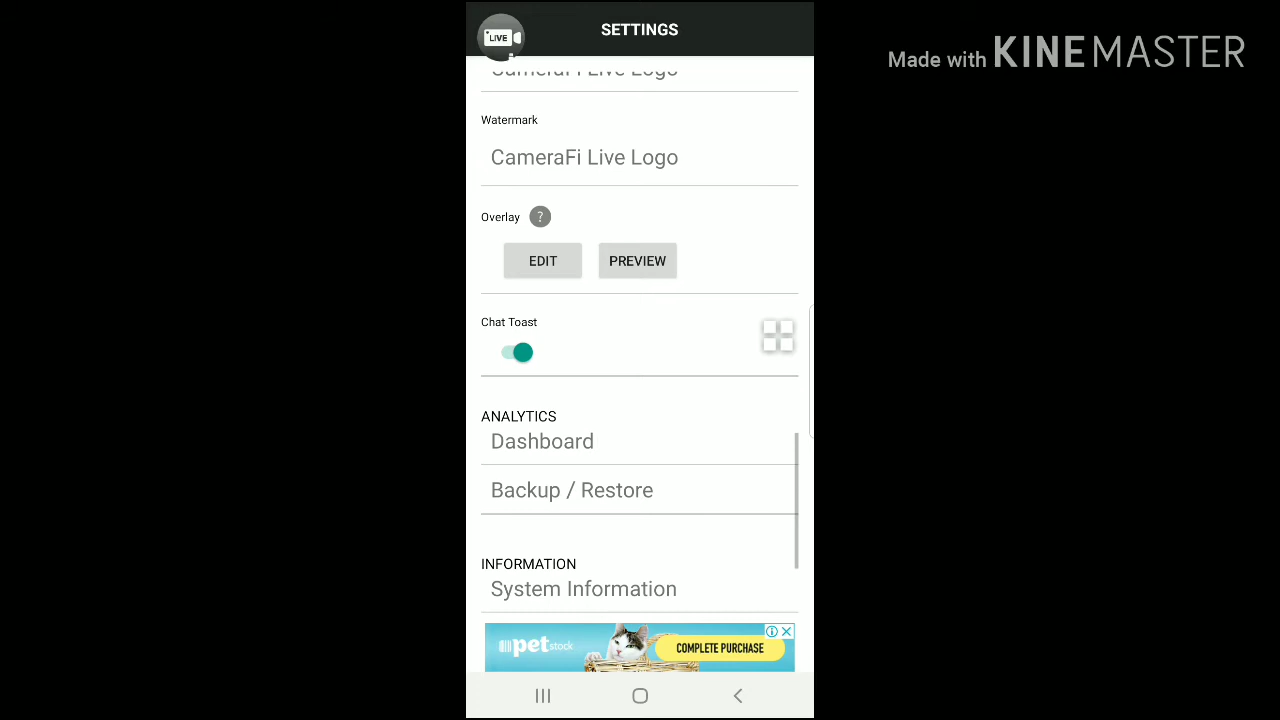 LIVE
SETTINGS
Made with KINEMASTER
CameraFi Live Logo
Watermark
CameraFi Live Logo
Overlay ?
EDIT PREVIEW
Chat Toast
ANALYTICS
Dashboard
Backup / Restore
INFORMATION
System Information
petstock COMPLETE PURCHASE